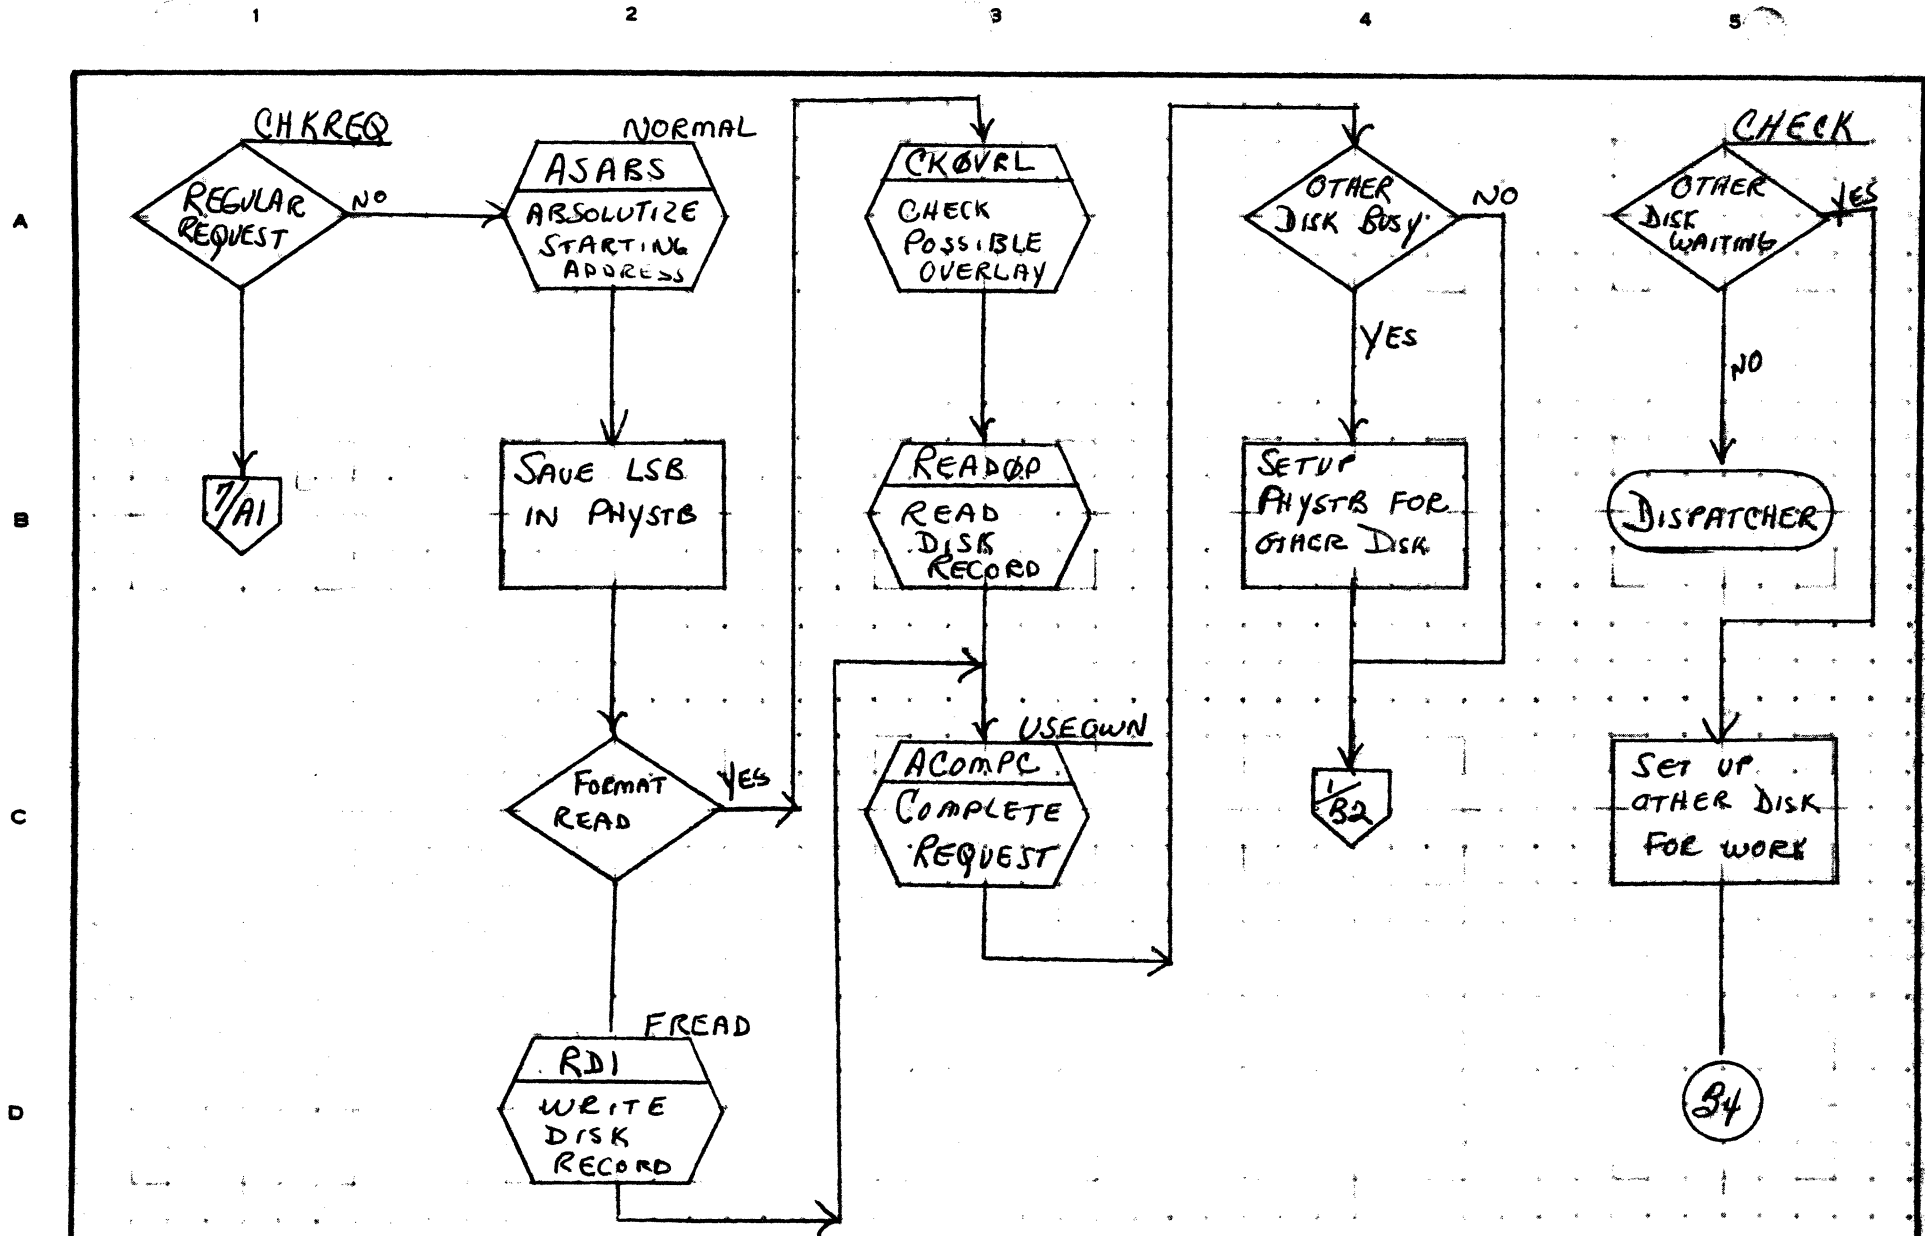 1 2 3 4 5
A
B
C
D
CHKREQ
REGULAR
REQUEST
NO
7/A1
NORMAL
ASABS
ABSOLUTIZE
STARTING
ADDRESS
SAVE LSB
IN PHYSTB
FORMAT
READ
YES
FREAD
RD1
WRITE
DISK
RECORD
CKØVRL
CHECK
POSSIBLE
OVERLAY
READØP
READ
DISK
RECORD
USEQWN
ACOMPC
COMPLETE
REQUEST
OTHER
DISK BUSY
NO
YES
SETUP
PHYSTB FOR
OTHER DISK
1/B2
CHECK
OTHER
DISK
WAITING
YES
NO
DISPATCHER
SET UP
OTHER DISK
FOR WORK
B4